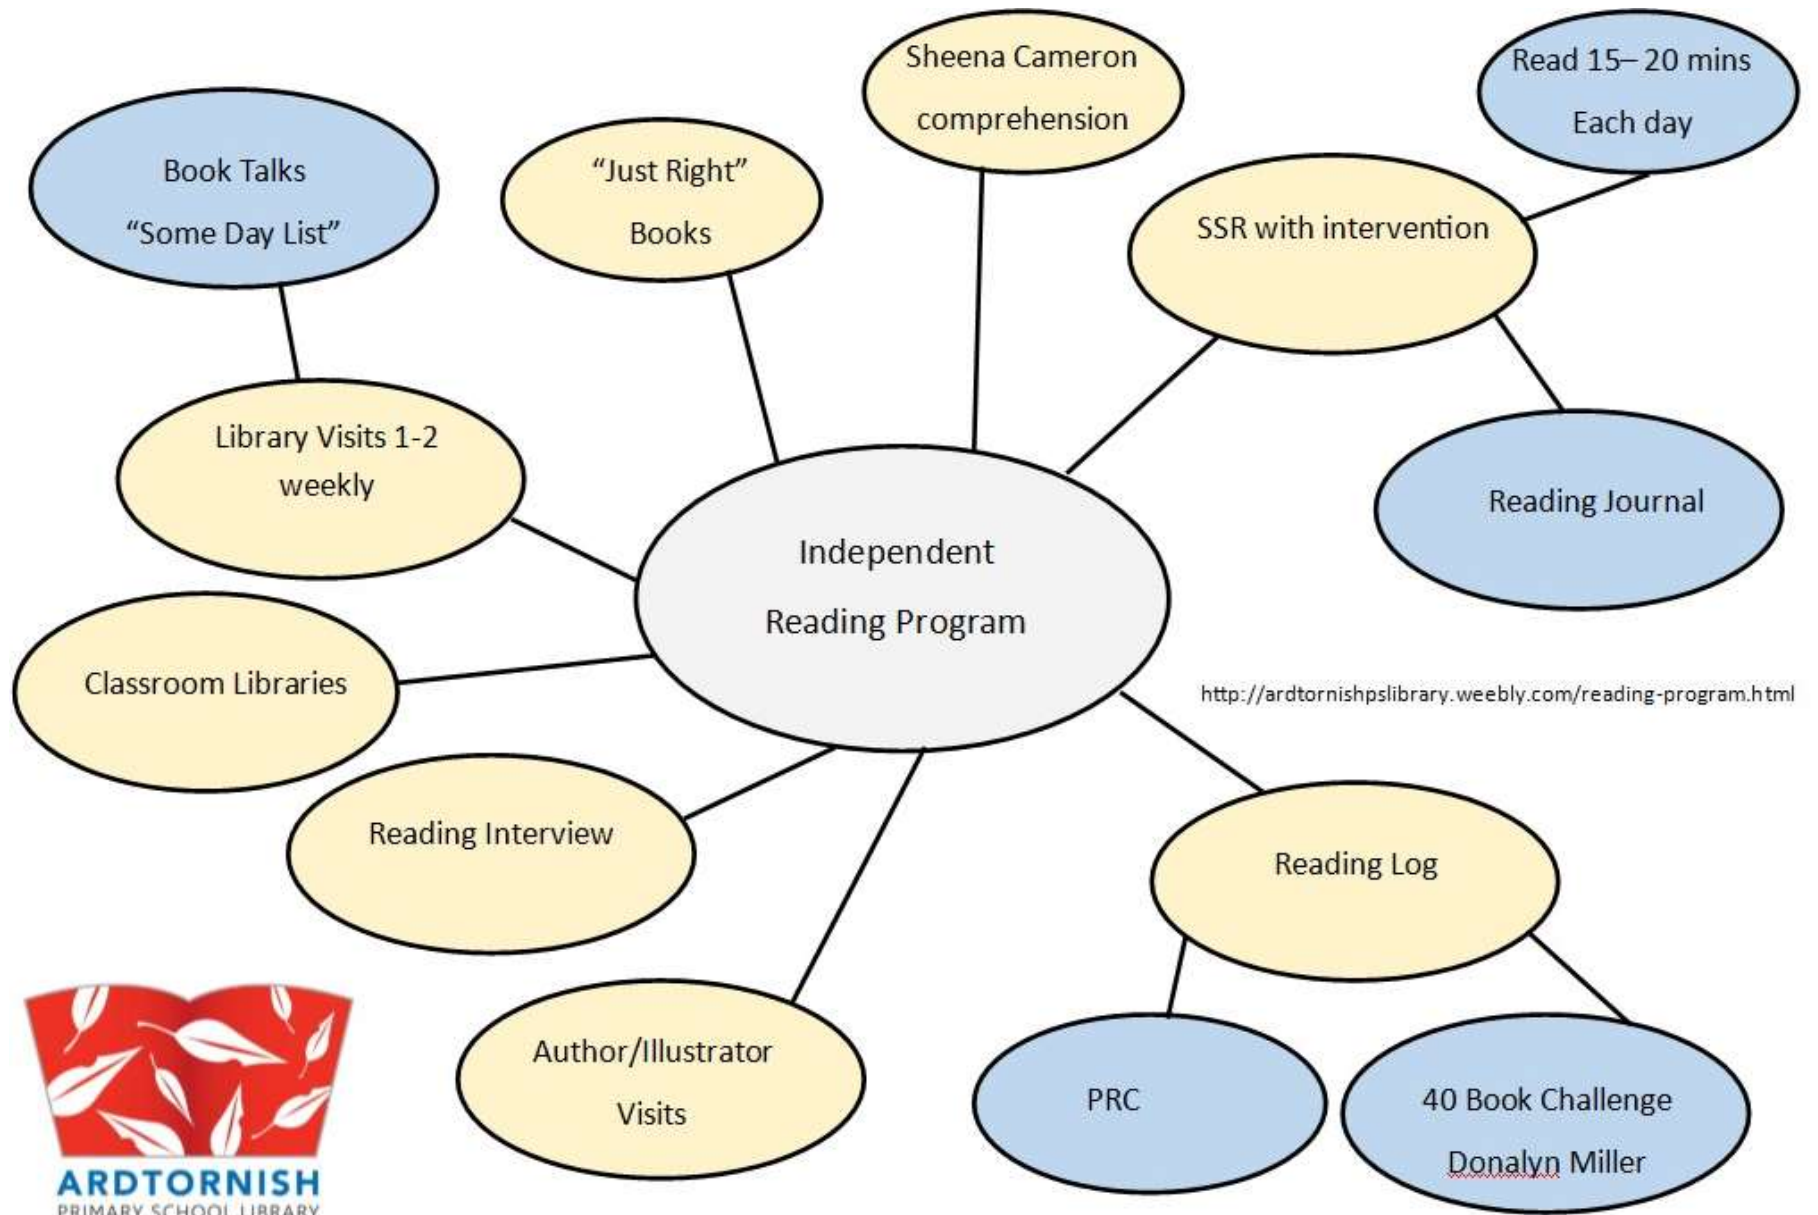 Sheena Cameron
comprehension
Read 15– 20 mins
Each day
Book Talks
“Some Day List”
“Just Right”
Books
SSR with intervention
Library Visits 1-2
weekly
Reading Journal
Independent
Reading Program
Classroom Libraries
http://ardtornishpslibrary.weebly.com/reading-program.html
Reading Interview
Reading Log
Author/Illustrator
Visits
PRC
40 Book Challenge
Donalyn Miller
ARDTORNISH
PRIMARY SCHOOL LIBRARY